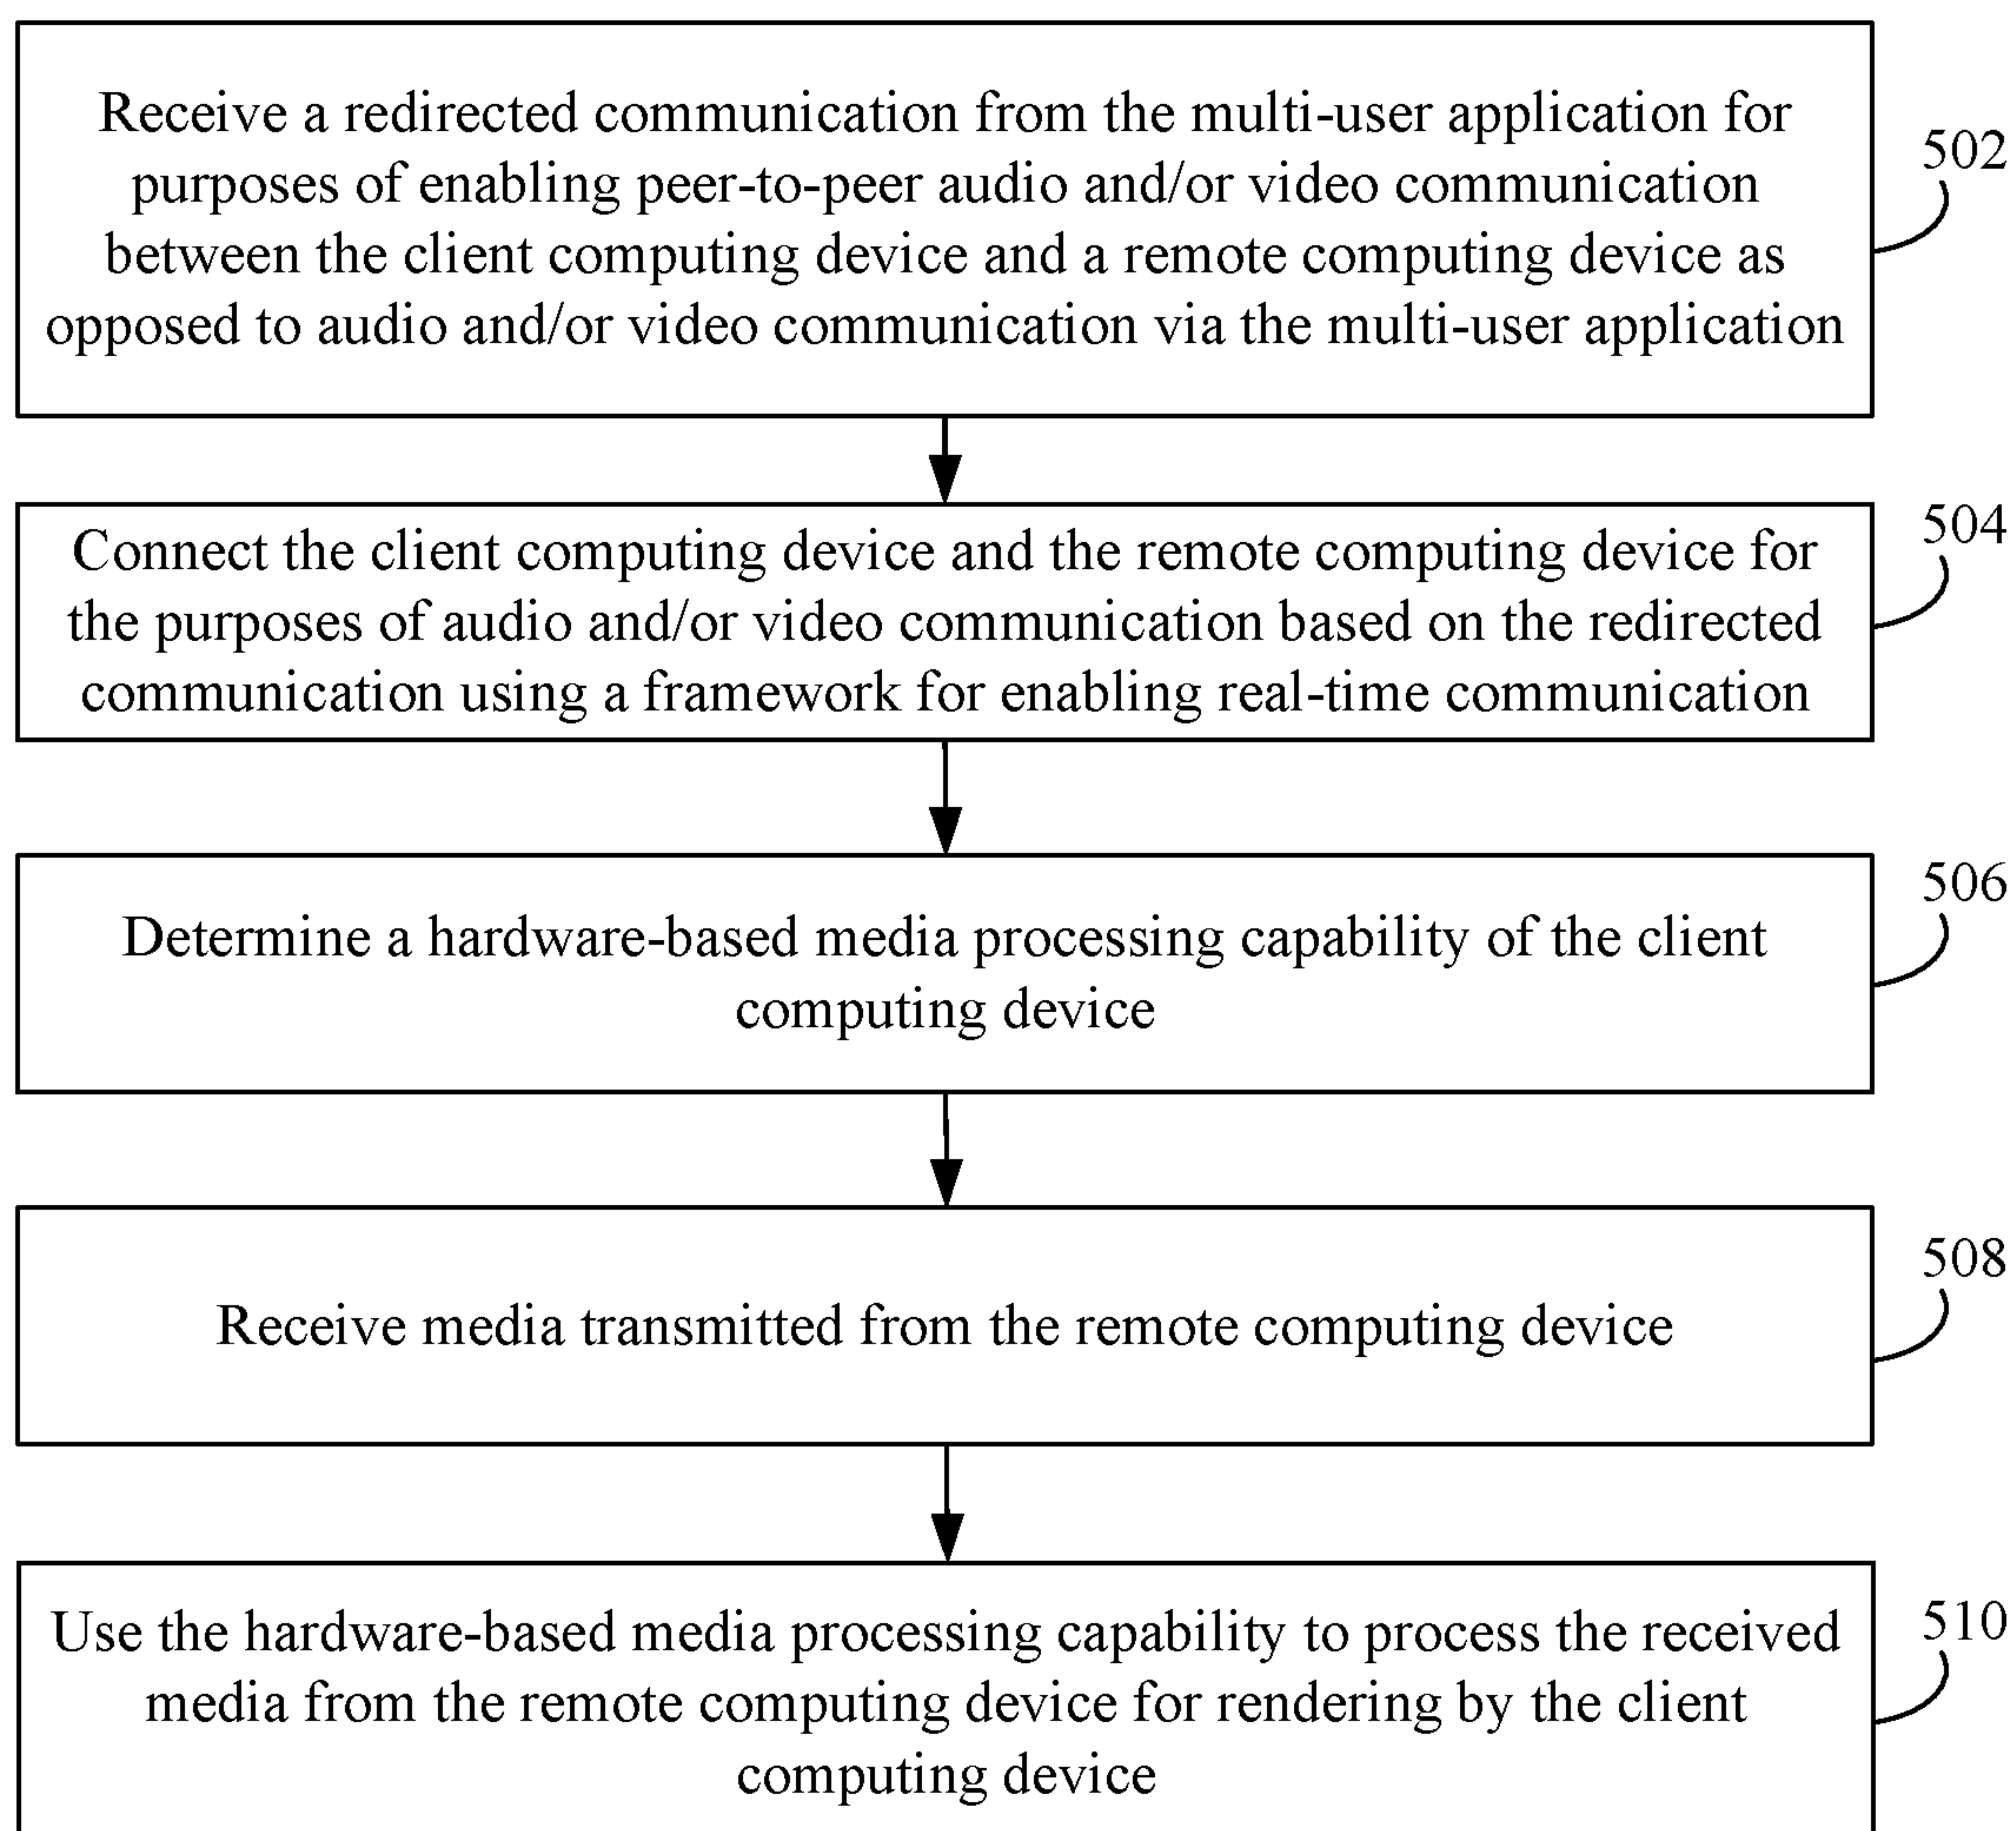 Receive a redirected communication from the multi-user application for
purposes of enabling peer-to-peer audio and/or video communication
between the client computing device and a remote computing device as
opposed to audio and/or video communication via the multi-user application
502
Connect the client computing device and the remote computing device for
the purposes of audio and/or video communication based on the redirected
communication using a framework for enabling real-time communication
504
Determine a hardware-based media processing capability of the client
computing device
506
Receive media transmitted from the remote computing device
508
Use the hardware-based media processing capability to process the received
media from the remote computing device for rendering by the client
computing device
510